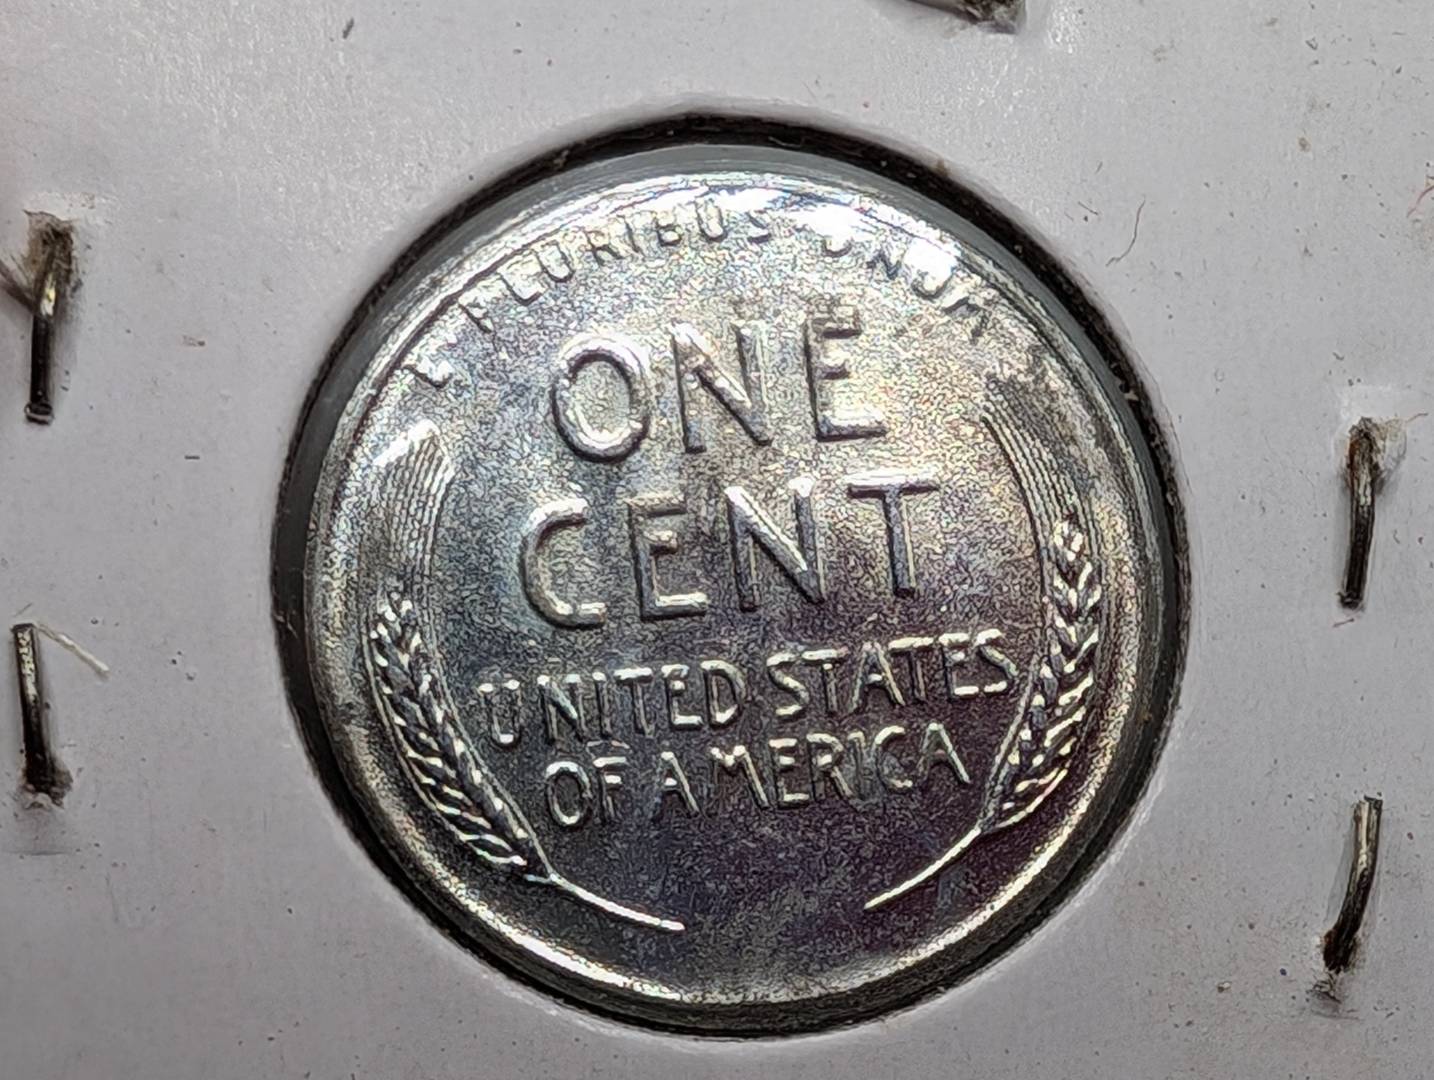 E PLURIBUS UNUM
ONE
CENT
UNITED STATES
OF AMERICA